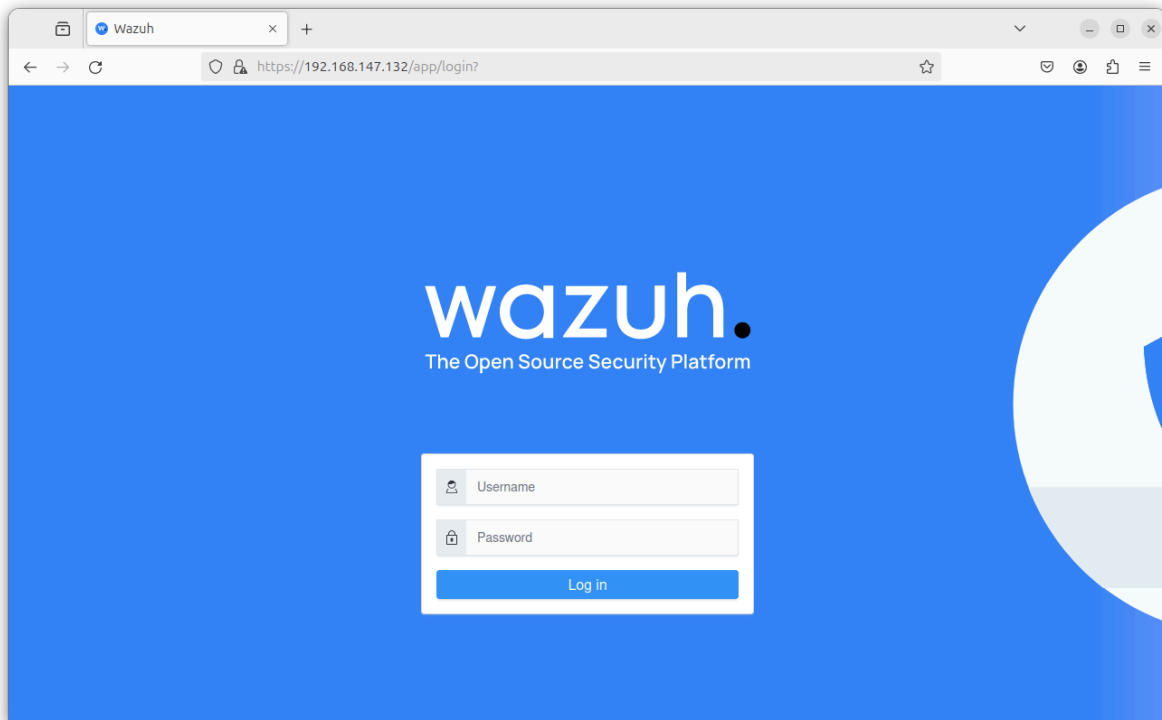 Wazuh
https://192.168.147.132/app/login?
wazuh.
The Open Source Security Platform
Username
Password
Log in